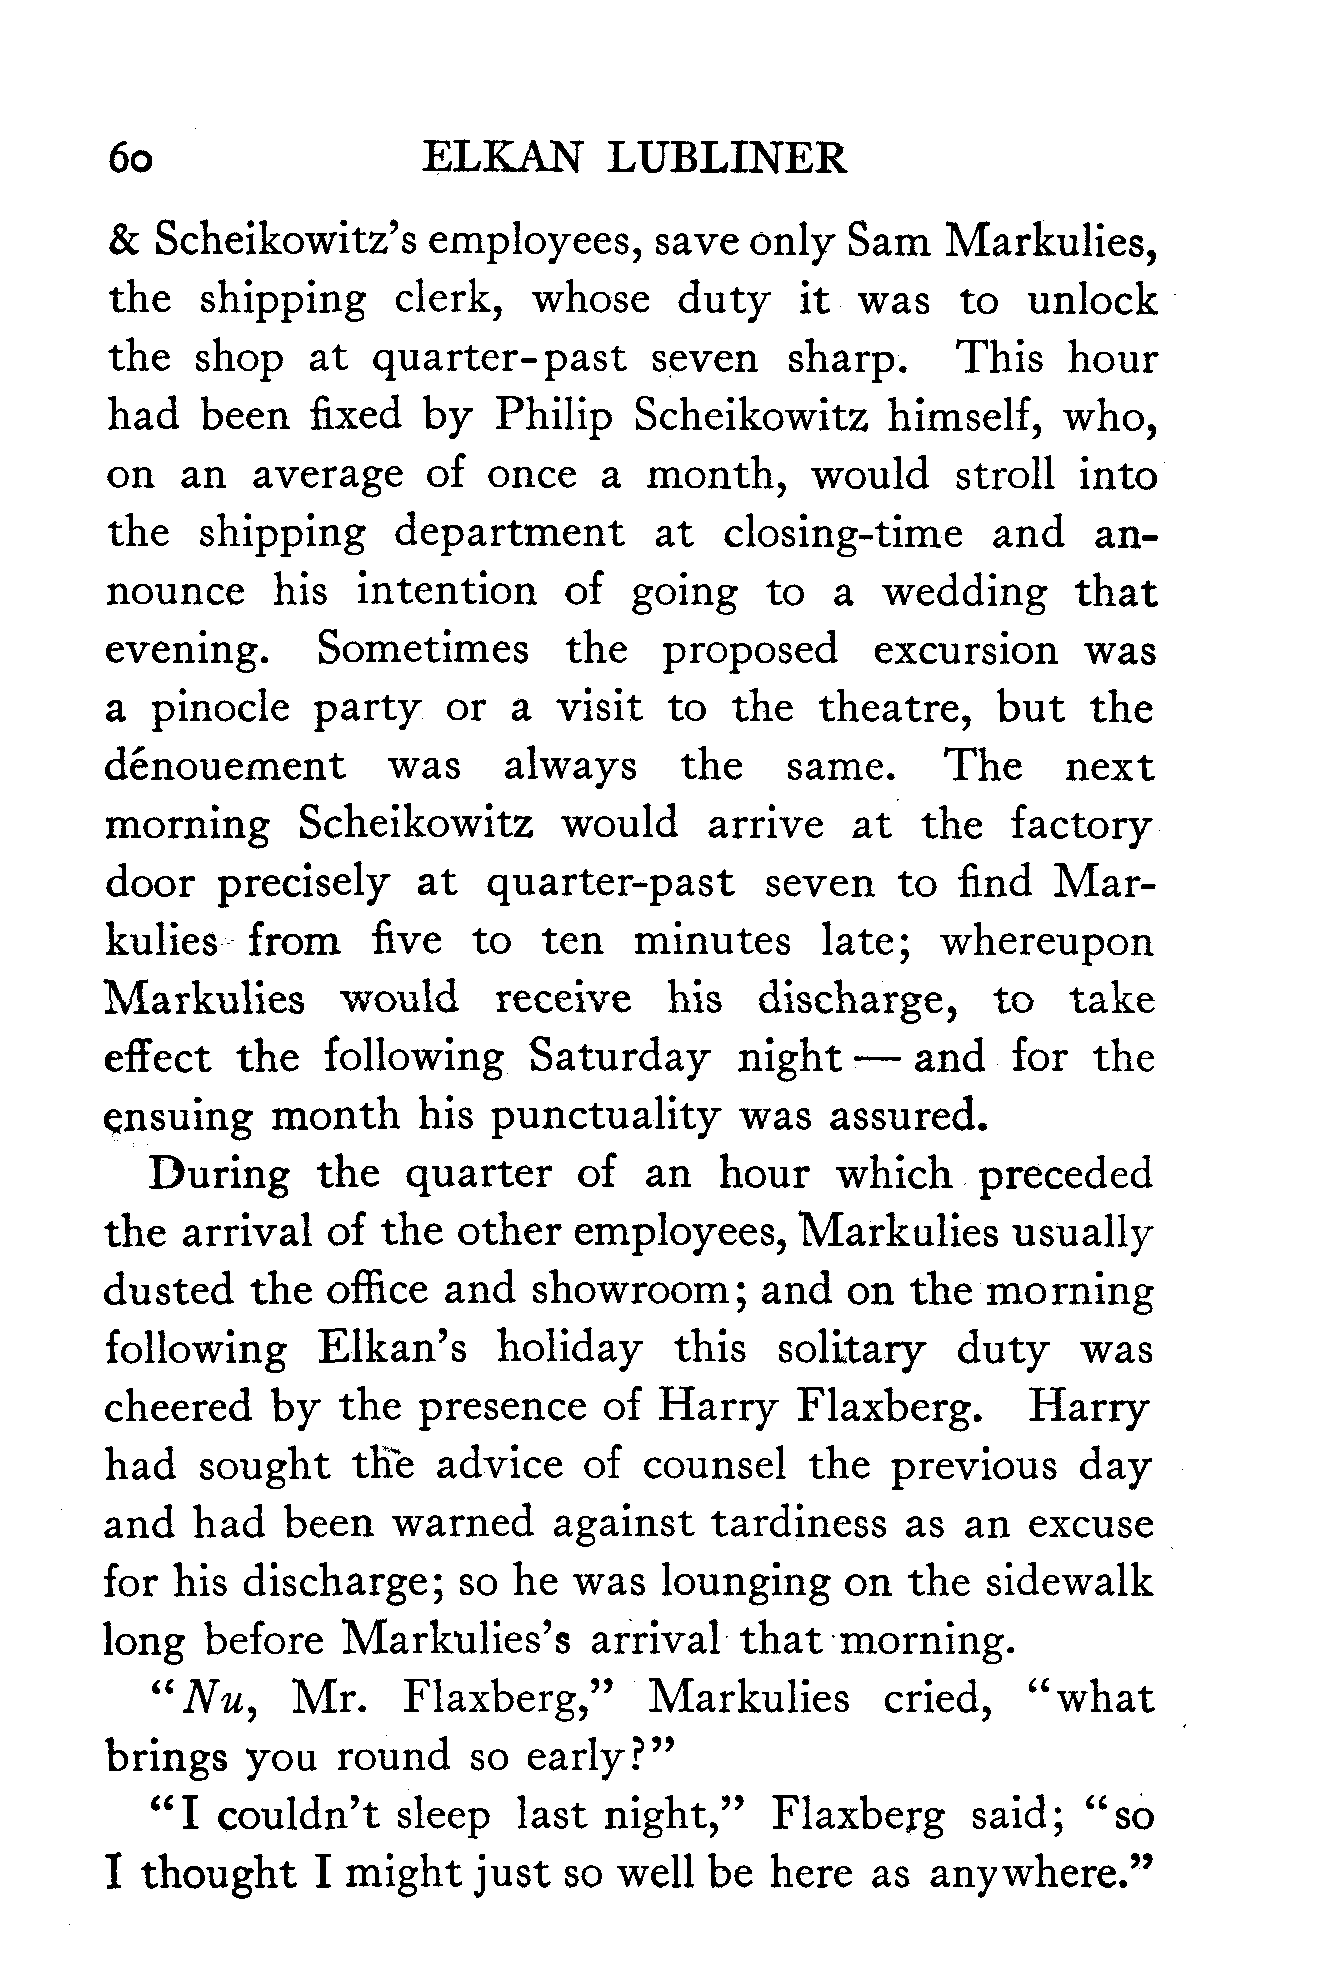 60 ELKAN LUBLINER
& Scheikowitz's employees, save only Sam Markulies,
the shipping clerk, whose duty it was to unlock
the shop at quarter-past seven sharp. This hour
had been fixed by Philip Scheikowitz himself, who,
on an average of once a month, would stroll into
the shipping department at closing-time and an-
nounce his intention of going to a wedding that
evening. Sometimes the proposed excursion was
a pinocle party or a visit to the theatre, but the
dénouement was always the same. The next
morning Scheikowitz would arrive at the factory
door precisely at quarter-past seven to find Mar-
kulies from five to ten minutes late; whereupon
Markulies would receive his discharge, to take
effect the following Saturday night — and for the
ensuing month his punctuality was assured.
During the quarter of an hour which preceded
the arrival of the other employees, Markulies usually
dusted the office and showroom; and on the morning
following Elkan's holiday this solitary duty was
cheered by the presence of Harry Flaxberg. Harry
had sought the advice of counsel the previous day
and had been warned against tardiness as an excuse
for his discharge; so he was lounging on the sidewalk
long before Markulies's arrival that morning.
"Nu, Mr. Flaxberg," Markulies cried, "what
brings you round so early?"
"I couldn't sleep last night," Flaxberg said; "so
I thought I might just so well be here as anywhere."